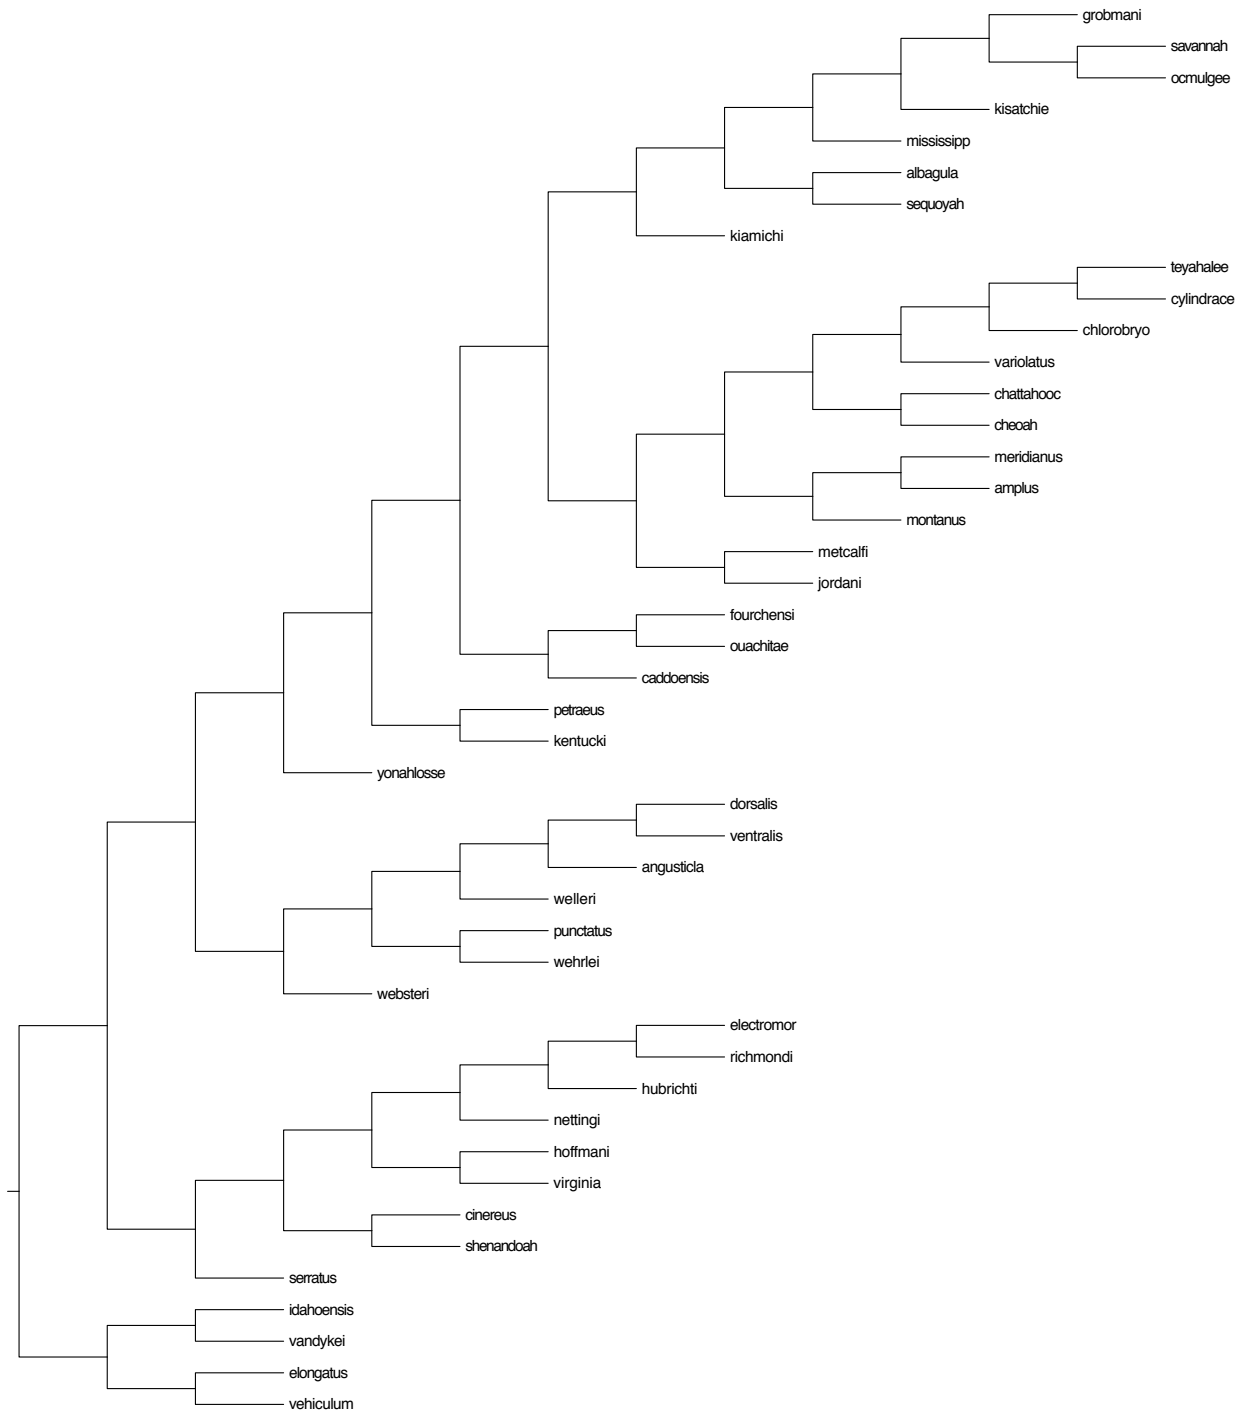 grobmani
savannah
ocmulgee
kisatchie
mississipp
albagula
sequoyah
kiamichi
teyahalee
cylindrace
chlorobryo
variolatus
chattahooc
cheoah
meridianus
amplus
montanus
metcalfi
jordani
fourchensi
ouachitae
caddoensis
petraeus
kentucki
yonahlosse
dorsalis
ventralis
angusticla
welleri
punctatus
wehrlei
websteri
electromor
richmondi
hubrichti
nettingi
hoffmani
virginia
cinereus
shenandoah
serratus
idahoensis
vandykei
elongatus
vehiculum